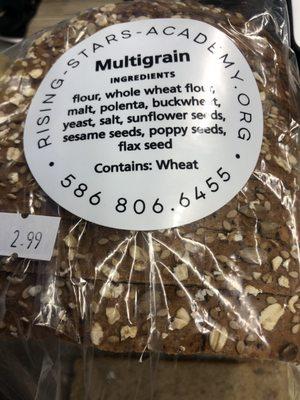 RISING-STARS-ACADEMY.ORG
Multigrain
INGREDIENTS
flour, whole wheat flour,
malt, polenta, buckwheat,
yeast, salt, sunflower seeds,
sesame seeds, poppy seeds,
flax seed
Contains: Wheat
• 586 806.6455 •
2.99